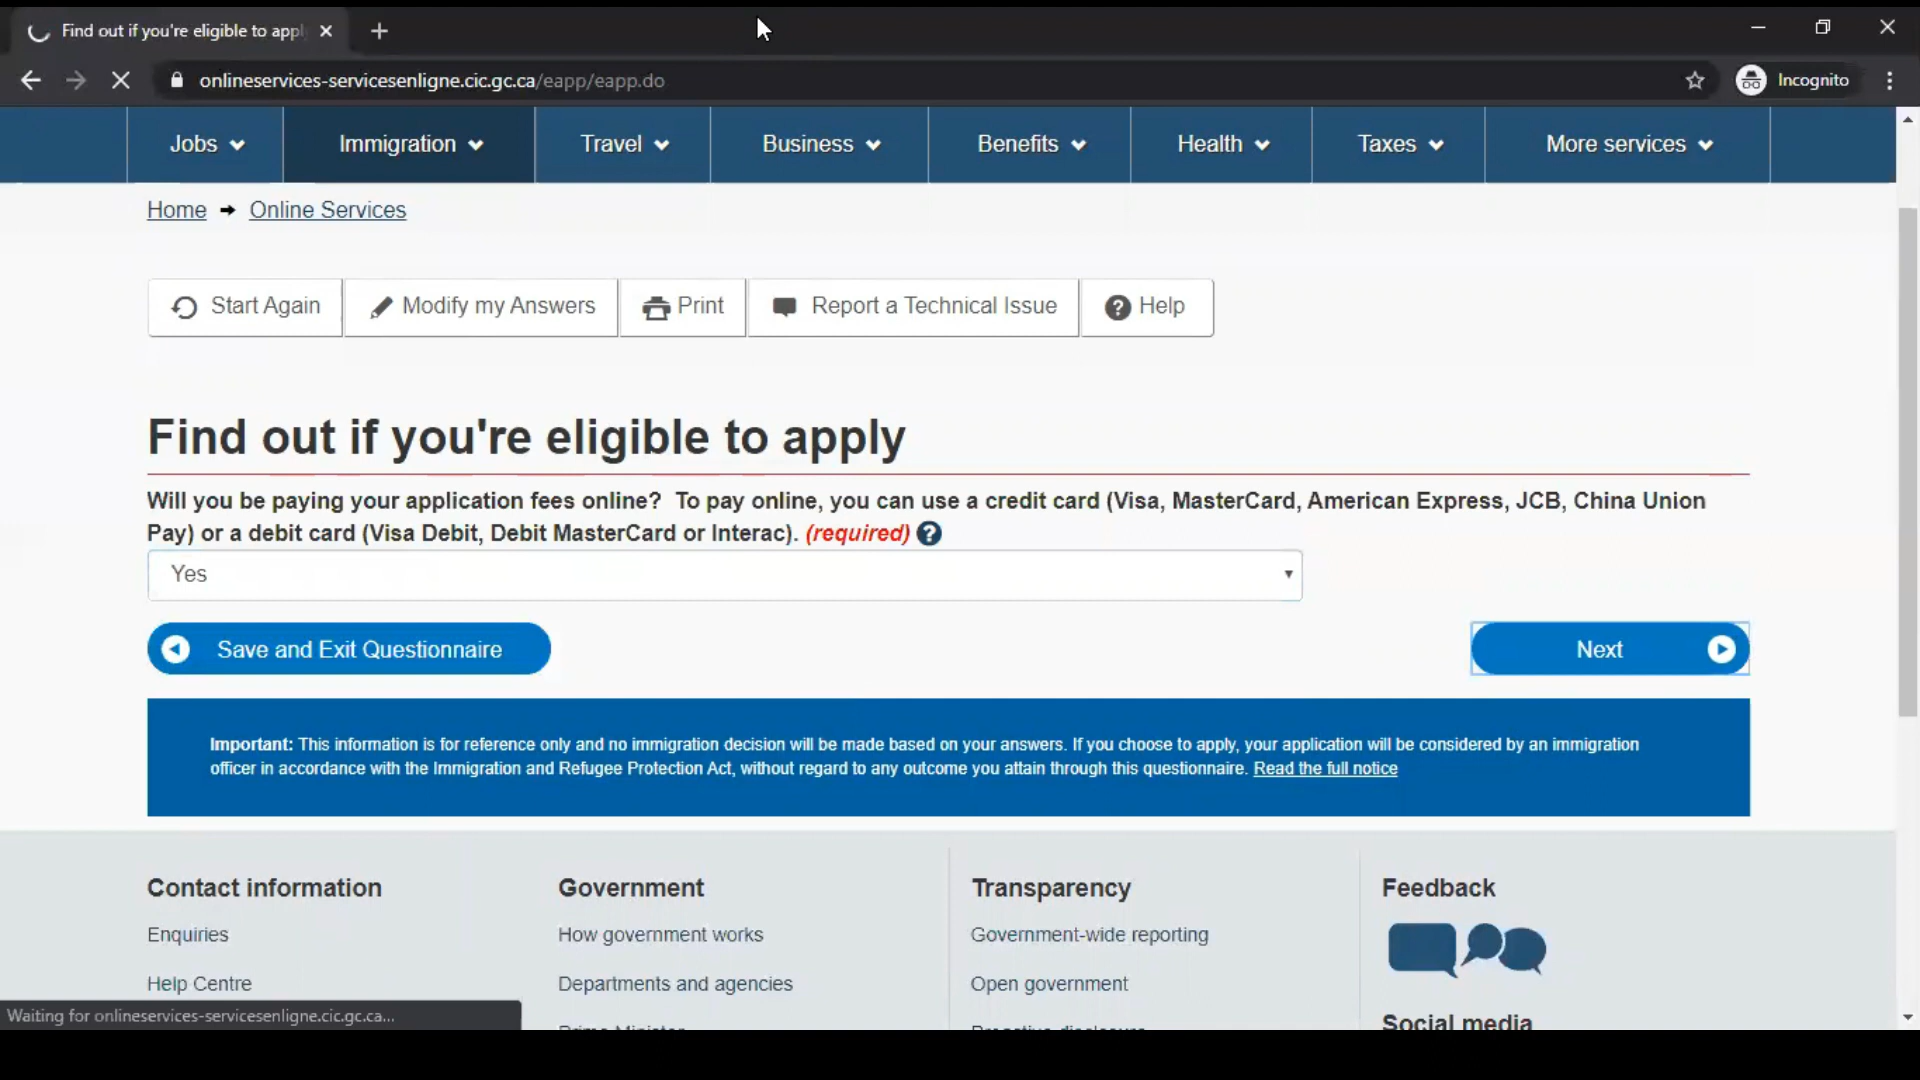 Find out if you're eligible to appl
onlineservices-servicesenligne.cic.gc.ca/eapp/eapp.do
Incognito
Jobs Immigration Travel Business Benefits Health Taxes More services
Home Online Services
Start Again Modify my Answers Print Report a Technical Issue Help
Find out if you're eligible to apply
Will you be paying your application fees online? To pay online, you can use a credit card (Visa, MasterCard, American Express, JCB, China Union
Pay) or a debit card (Visa Debit, Debit MasterCard or Interac). (required) ?
Yes
Save and Exit Questionnaire Next
Important: This information is for reference only and no immigration decision will be made based on your answers. If you choose to apply, your application will be considered by an immigration
officer in accordance with the Immigration and Refugee Protection Act, without regard to any outcome you attain through this questionnaire. Read the full notice
Contact information Government Transparency Feedback
Enquiries How government works Government-wide reporting
Help Centre Departments and agencies Open government
Prime Minister Proactive disclosure Social media
Waiting for onlineservices-servicesenligne.cic.gc.ca...